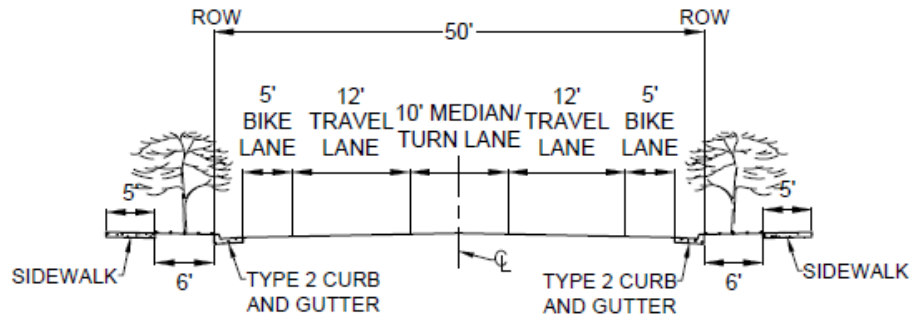 ROW
ROW
50'
5'
BIKE
LANE
12'
TRAVEL
LANE
10' MEDIAN/
TURN LANE
12'
TRAVEL
LANE
5'
BIKE
LANE
5'
5'
SIDEWALK
6'
TYPE 2 CURB
AND GUTTER
℄
TYPE 2 CURB
AND GUTTER
6'
SIDEWALK